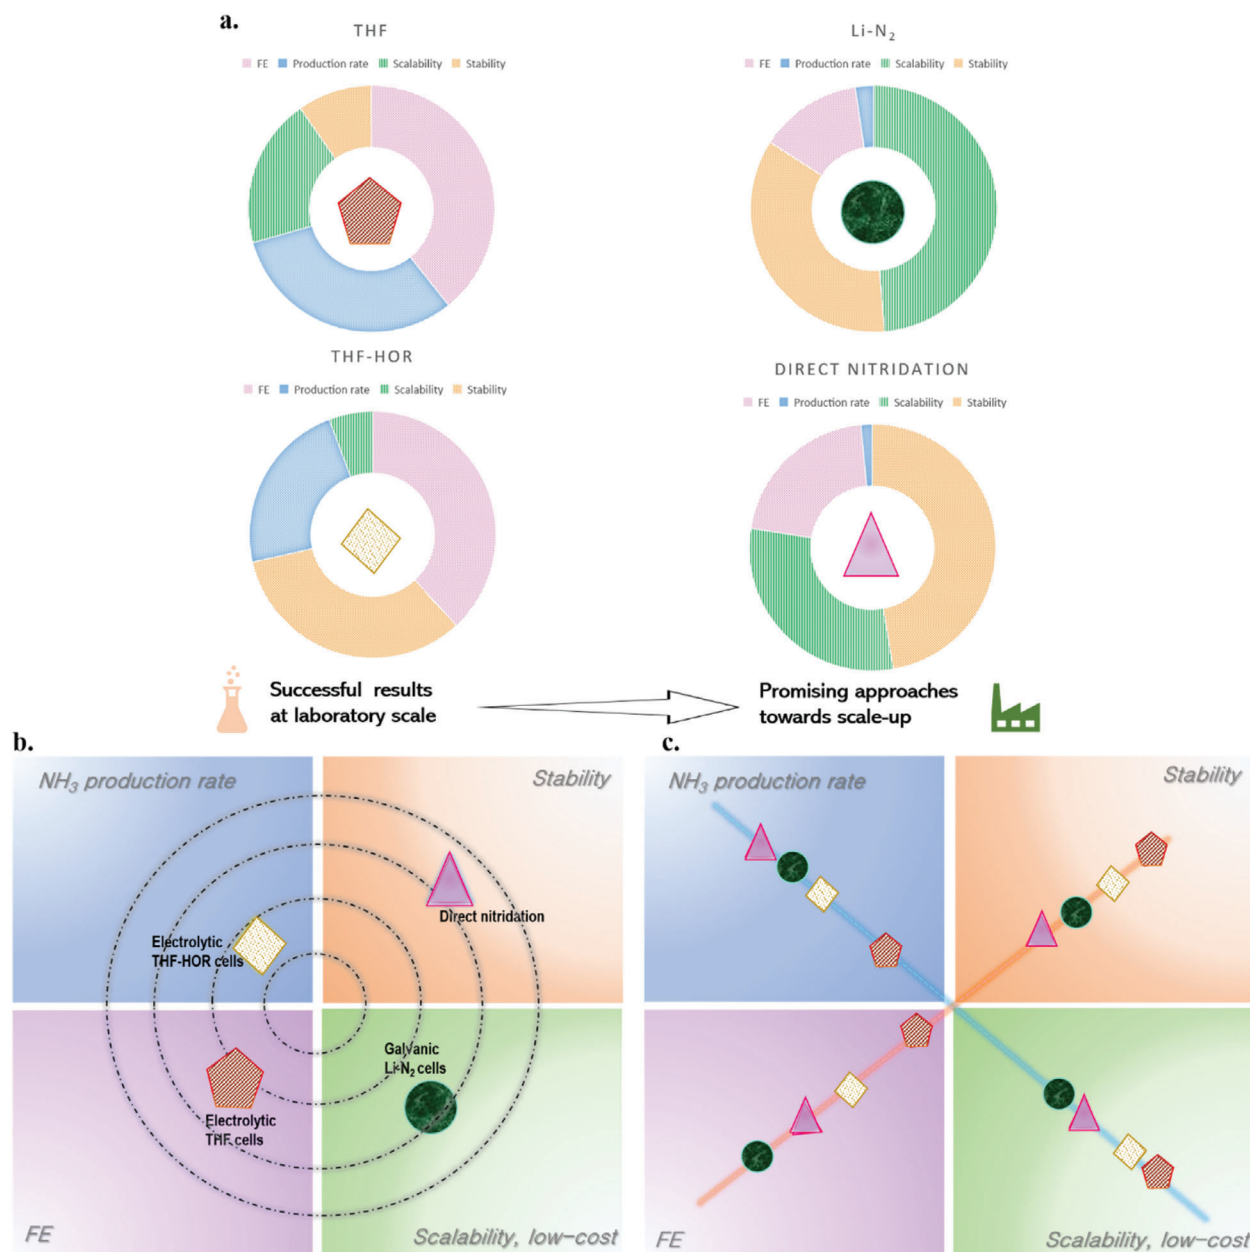 a.
THF
FE Production rate Scalability Stability
Li-N₂
FE Production rate Scalability Stability
THF-HOR
FE Production rate Scalability Stability
DIRECT NITRIDATION
FE Production rate Scalability Stability
Successful results
at laboratory scale
Promising approaches
towards scale-up
b.
NH₃ production rate
Stability
Direct nitridation
Electrolytic
THF-HOR cells
Galvanic
Li-N₂ cells
Electrolytic
THF cells
FE
Scalability, low-cost
c.
NH₃ production rate
Stability
FE
Scalability, low-cost